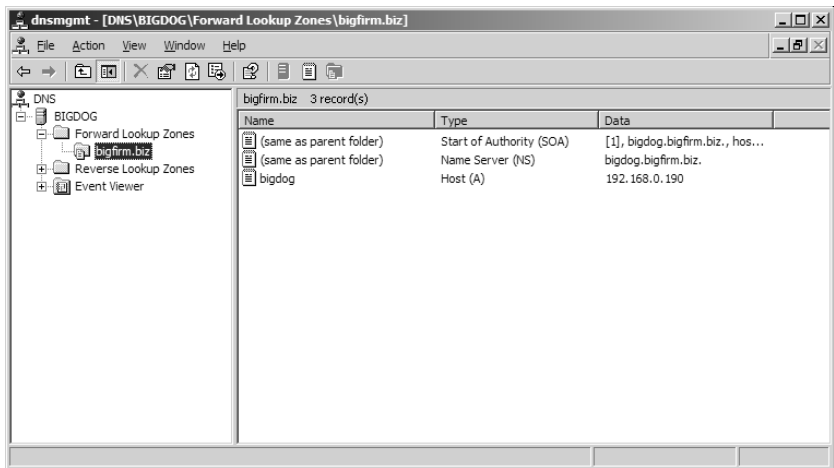 dnsmgmt - [DNS\BIGDOG\Forward Lookup Zones\bigfirm.biz]
File Action View Window Help
DNS
BIGDOG
Forward Lookup Zones
bigfirm.biz
Reverse Lookup Zones
Event Viewer
bigfirm.biz 3 record(s)
Name Type Data
(same as parent folder) Start of Authority (SOA) [1], bigdog.bigfirm.biz., hos...
(same as parent folder) Name Server (NS) bigdog.bigfirm.biz.
bigdog Host (A) 192.168.0.190